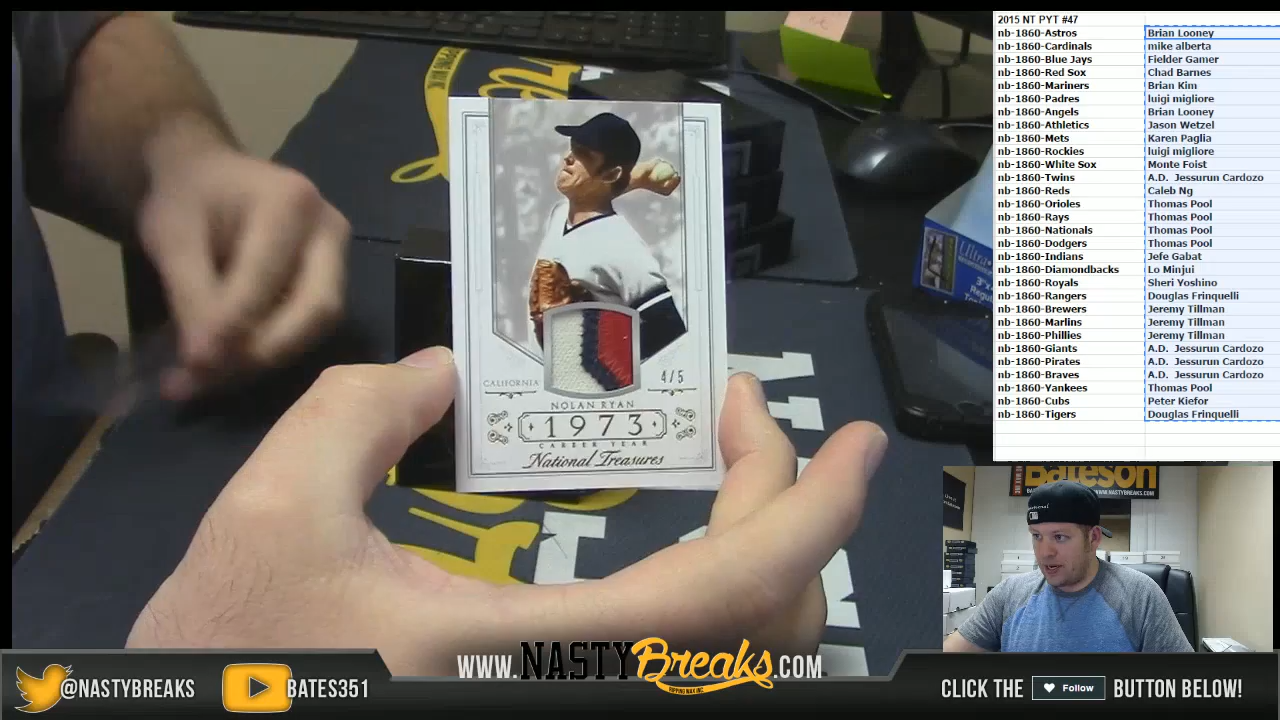 2015 NT PYT #47
nb-1860-Astros Brian Looney
nb-1860-Cardinals mike alberta
nb-1860-Blue Jays Fielder Gamer
nb-1860-Red Sox Chad Barnes
nb-1860-Mariners Brian Kim
nb-1860-Padres luigi migliore
nb-1860-Angels Brian Looney
nb-1860-Athletics Jason Wetzel
nb-1860-Mets Karen Paglia
nb-1860-Rockies luigi migliore
nb-1860-White Sox Monte Foist
nb-1860-Twins A.D. Jessurun Cardozo
nb-1860-Reds Caleb Ng
nb-1860-Orioles Thomas Pool
nb-1860-Rays Thomas Pool
nb-1860-Nationals Thomas Pool
nb-1860-Dodgers Thomas Pool
nb-1860-Indians Jefe Gabat
nb-1860-Diamondbacks Lo Minjui
nb-1860-Royals Sheri Yoshino
nb-1860-Rangers Douglas Frinquelli
nb-1860-Brewers Jeremy Tillman
nb-1860-Marlins Jeremy Tillman
nb-1860-Phillies Jeremy Tillman
nb-1860-Giants A.D. Jessurun Cardozo
nb-1860-Pirates A.D. Jessurun Cardozo
nb-1860-Braves A.D. Jessurun Cardozo
nb-1860-Yankees Thomas Pool
nb-1860-Cubs Peter Kiefor
nb-1860-Tigers Douglas Frinquelli
Ultra
CALIFORNIA
4/5
NOLAN RYAN
1973
CAREER YEAR
National Treasures
Bateson
WWW.NASTYBREAKS.COM
@NASTYBREAKS
BATES351
WWW.NASTYBreaks.COM
RIPPING WAX INC
CLICK THE Follow BUTTON BELOW!